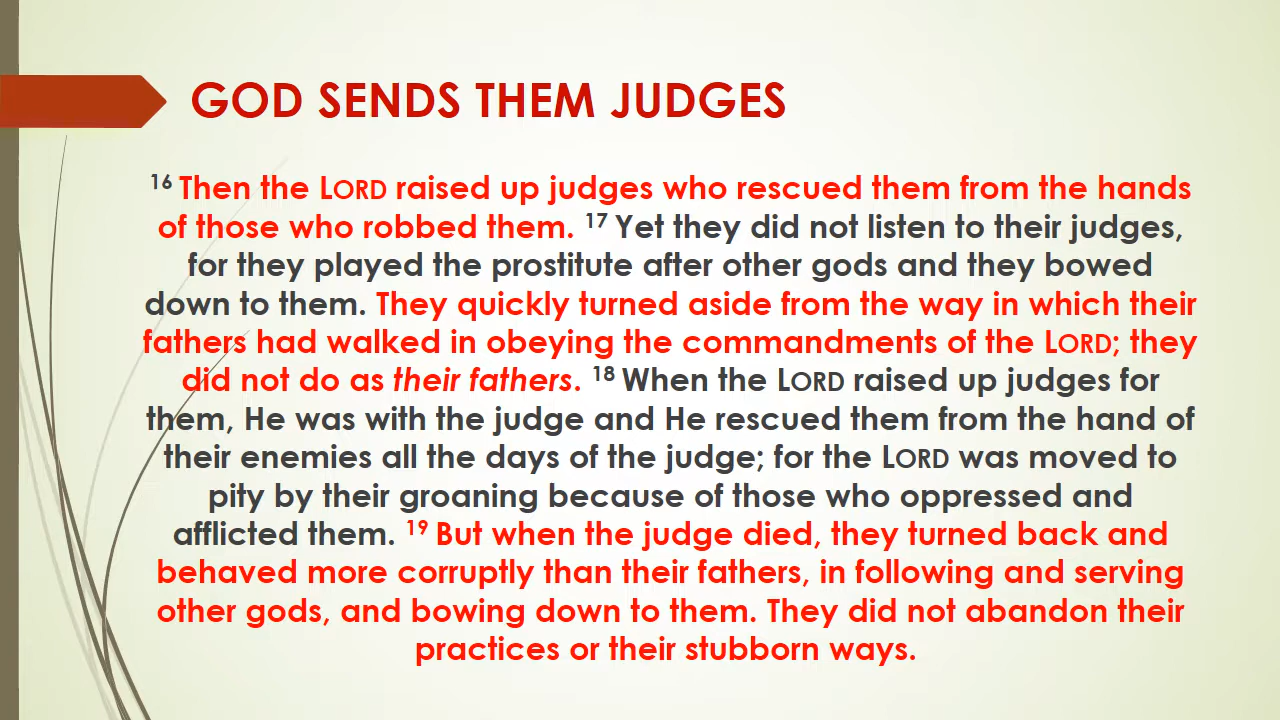 GOD SENDS THEM JUDGES
16 Then the LORD raised up judges who rescued them from the hands
of those who robbed them. 17 Yet they did not listen to their judges,
for they played the prostitute after other gods and they bowed
down to them. They quickly turned aside from the way in which their
fathers had walked in obeying the commandments of the LORD; they
did not do as their fathers. 18 When the LORD raised up judges for
them, He was with the judge and He rescued them from the hand of
their enemies all the days of the judge; for the LORD was moved to
pity by their groaning because of those who oppressed and
afflicted them. 19 But when the judge died, they turned back and
behaved more corruptly than their fathers, in following and serving
other gods, and bowing down to them. They did not abandon their
practices or their stubborn ways.